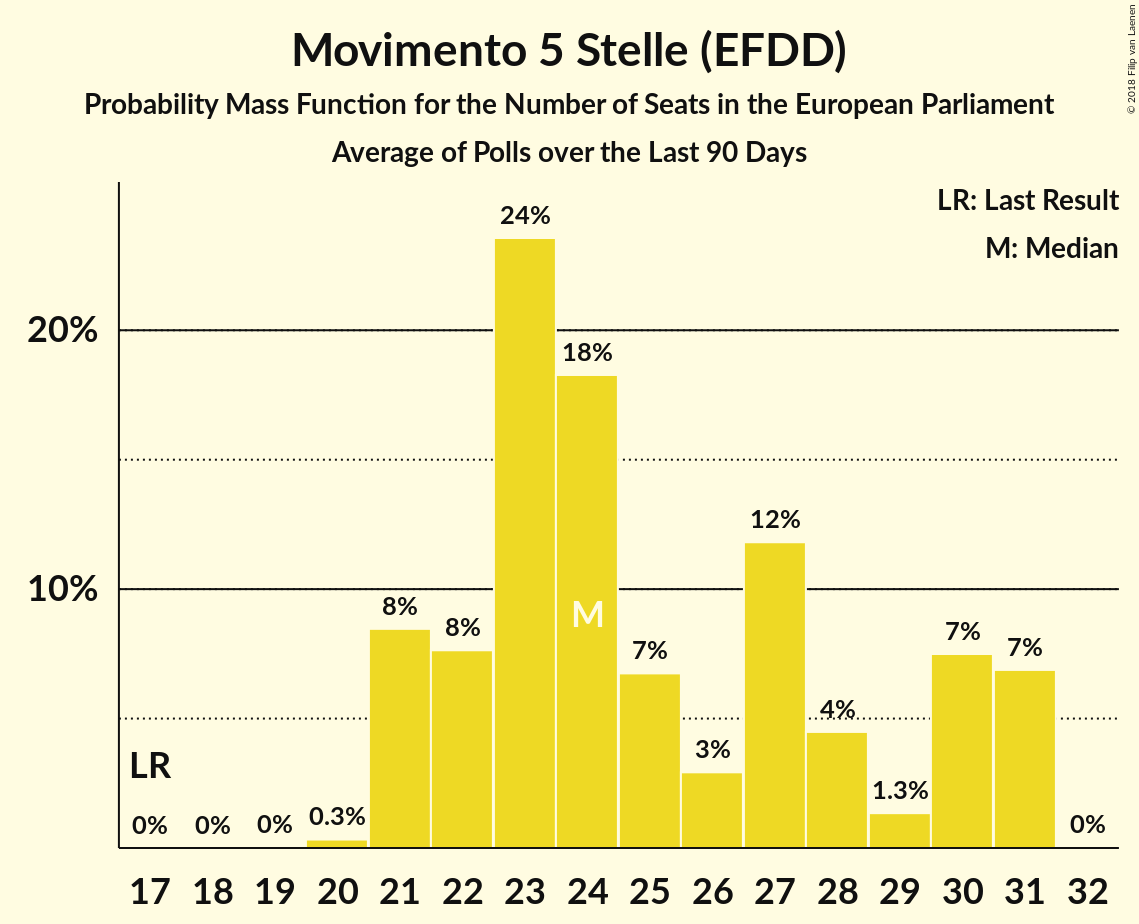 Movimento 5 Stelle (EFDD)
Probability Mass Function for the Number of Seats in the European Parliament
Average of Polls over the Last 90 Days
© 2018 Filip van Laenen
LR: Last Result
M: Median
24%
20%
18%
12%
10%
8%
8%
M
7%
7%
7%
4%
3%
LR
1.3%
0%
0%
0%
0.3%
0%
17 18 19 20 21 22 23 24 25 26 27 28 29 30 31 32